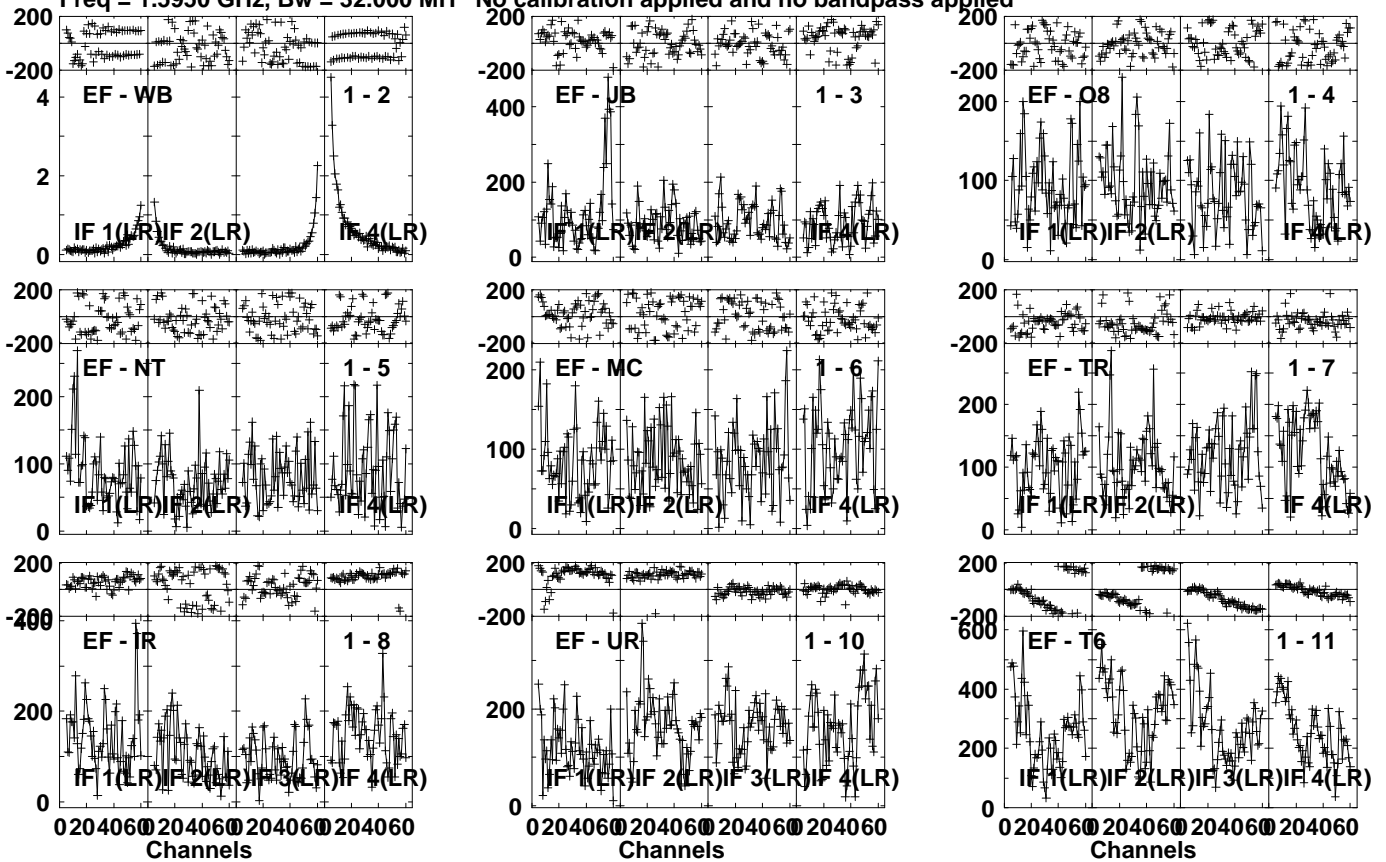 Freq = 1.5950 GHz, Bw = 32.000 MH No calibration applied and no bandpass applied
200
-200
EF - WB
1 - 2
4
2
0
IF 1(LR)
IF 2(LR)
IF 4(LR)
200
-200
EF - JB
1 - 3
400
200
0
IF 1(LR)
IF 2(LR)
IF 4(LR)
200
-200
EF - O8
1 - 4
200
100
0
IF 1(LR)
IF 2(LR)
IF 4(LR)
200
-200
EF - NT
1 - 5
200
100
0
IF 1(LR)
IF 2(LR)
IF 4(LR)
200
-200
EF - MC
1 - 6
200
100
0
IF 1(LR)
IF 2(LR)
IF 4(LR)
200
-200
EF - TR
1 - 7
200
100
0
IF 1(LR)
IF 2(LR)
IF 4(LR)
200
-200
400
EF - IR
1 - 8
200
0
IF 1(LR)
IF 2(LR)
IF 3(LR)
IF 4(LR)
0 20 40 60 0 20 40 60 0 20 40 60 0 20 40 60
Channels
200
-200
EF - UR
1 - 10
200
0
IF 1(LR)
IF 2(LR)
IF 3(LR)
IF 4(LR)
0 20 40 60 0 20 40 60 0 20 40 60 0 20 40 60
Channels
200
-200
600
EF - T6
1 - 11
400
200
0
IF 1(LR)
IF 2(LR)
IF 3(LR)
IF 4(LR)
0 20 40 60 0 20 40 60 0 20 40 60 0 20 40 60
Channels